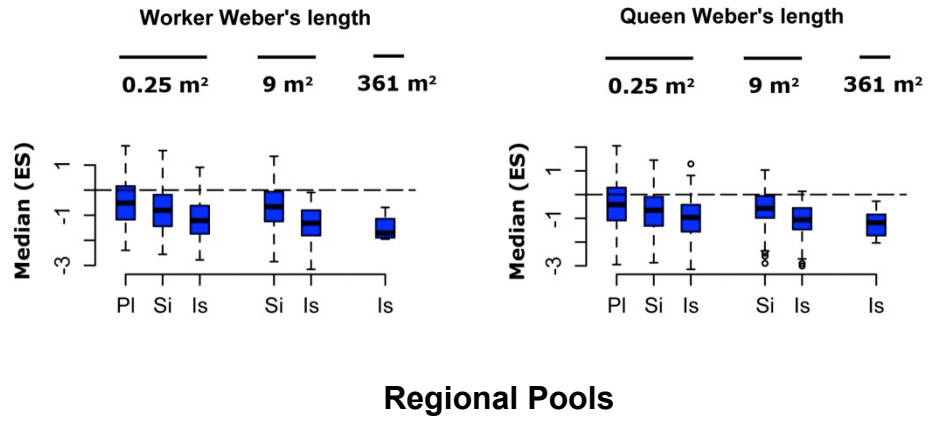 Worker Weber's length
0.25 m²
9 m²
361 m²
Median (ES)
1
-1
-3
Pl
Si
Is
Si
Is
Is
Queen Weber's length
0.25 m²
9 m²
361 m²
Median (ES)
1
-1
-3
Pl
Si
Is
Si
Is
Is
Regional Pools